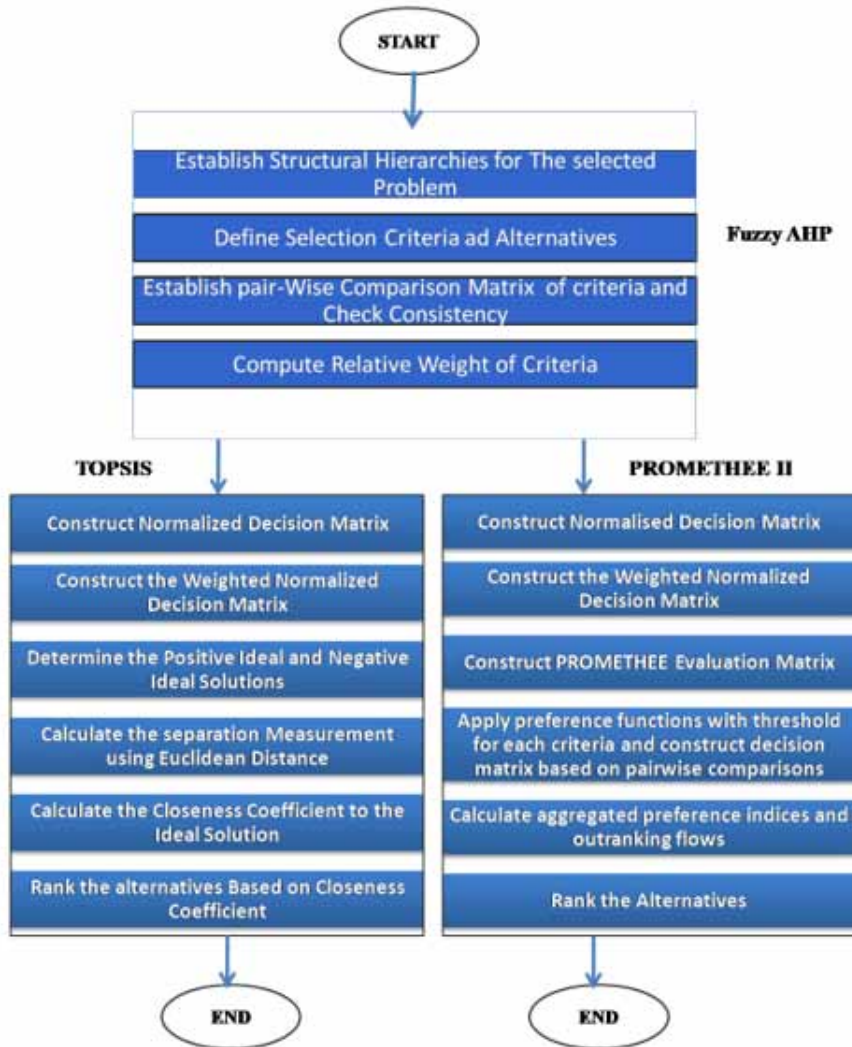 START
Establish Structural Hierarchies for The selected
Problem
Define Selection Criteria ad Alternatives
Fuzzy AHP
Establish pair-Wise Comparison Matrix of criteria and
Check Consistency
Compute Relative Weight of Criteria
TOPSIS
Construct Normalized Decision Matrix
Construct the Weighted Normalized
Decision Matrix
Determine the Positive Ideal and Negative
Ideal Solutions
Calculate the separation Measurement
using Euclidean Distance
Calculate the Closeness Coefficient to the
Ideal Solution
Rank the alternatives Based on Closeness
Coefficient
END
PROMETHEE II
Construct Normalised Decision Matrix
Construct the Weighted Normalized
Decision Matrix
Construct PROMETHEE Evaluation Matrix
Apply preference functions with threshold
for each criteria and construct decision
matrix based on pairwise comparisons
Calculate aggregated preference indices and
outranking flows
Rank the Alternatives
END